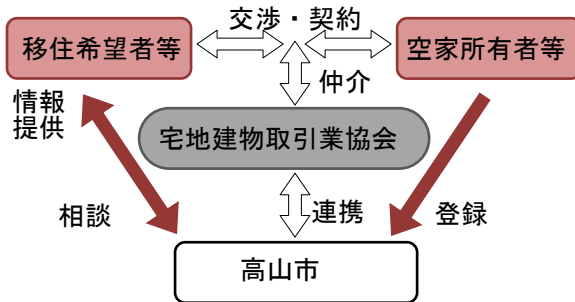 交渉・契約
移住希望者等
空家所有者等
仲介
情報
提供
宅地建物取引業協会
相談
連携
登録
高山市